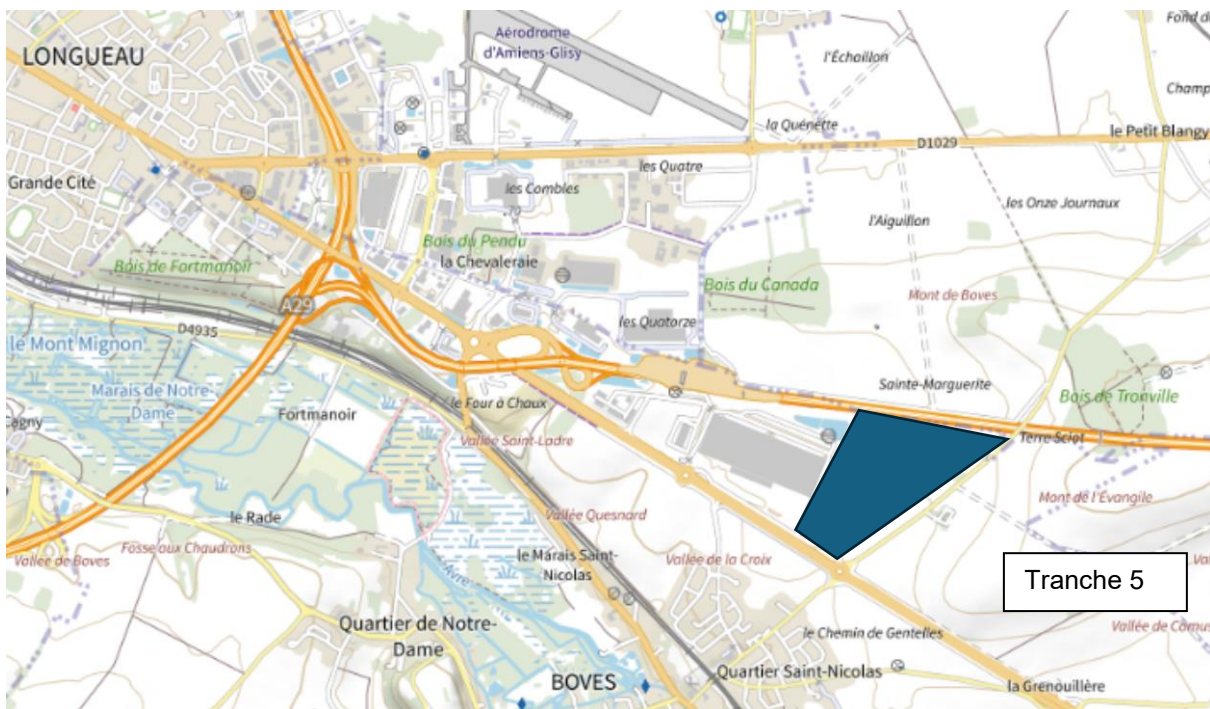 Fond du
Aérodrome
d'Amiens-Glisy
LONGUEAU
l'Échaillon
Champ
la Quénette
le Petit Blangy
D1029
les Quatre
Grande Cité
les Combles
les Onze Journaux
70
l'Aiguillon
Bois du Pendu
la Chevaleraie
Bois de Fortmanoir
Bois du Canada
Mont de Boves
A29
les Quatorze
D4935
le Mont Mignon
Sainte-Marguerite
Marais de Notre-
Dame
Bois de Tronville
le Four à Chaux
Fortmanoir
Cagny
Terre Sciot
Vallée Saint-Ladre
Mont de l'Évangile
le Rade
Vallée Quesnard
Fosse aux Chaudrons
Vallée de Boves
le Marais Saint-
Nicolas
Vallée de la Croix
Avre
Tranche 5
Quartier de Notre-
Dame
le Chemin de Gentelles
Vallée de Camus
Quartier Saint-Nicolas
BOVES
la Grenouillère